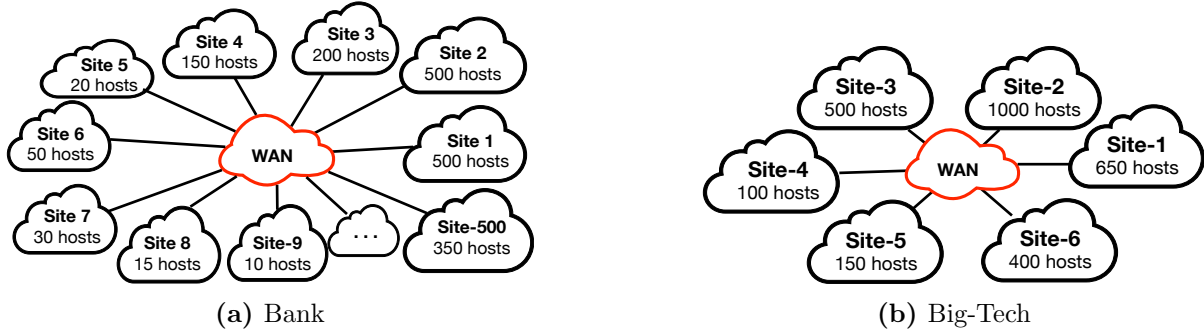 Site 4
150 hosts
Site 3
200 hosts
Site 5
20 hosts
Site 2
500 hosts
Site 6
50 hosts
WAN
Site 1
500 hosts
Site 7
30 hosts
Site 8
15 hosts
Site-9
10 hosts
...
Site-500
350 hosts
(a) Bank
Site-3
500 hosts
Site-2
1000 hosts
Site-4
100 hosts
WAN
Site-1
650 hosts
Site-5
150 hosts
Site-6
400 hosts
(b) Big-Tech